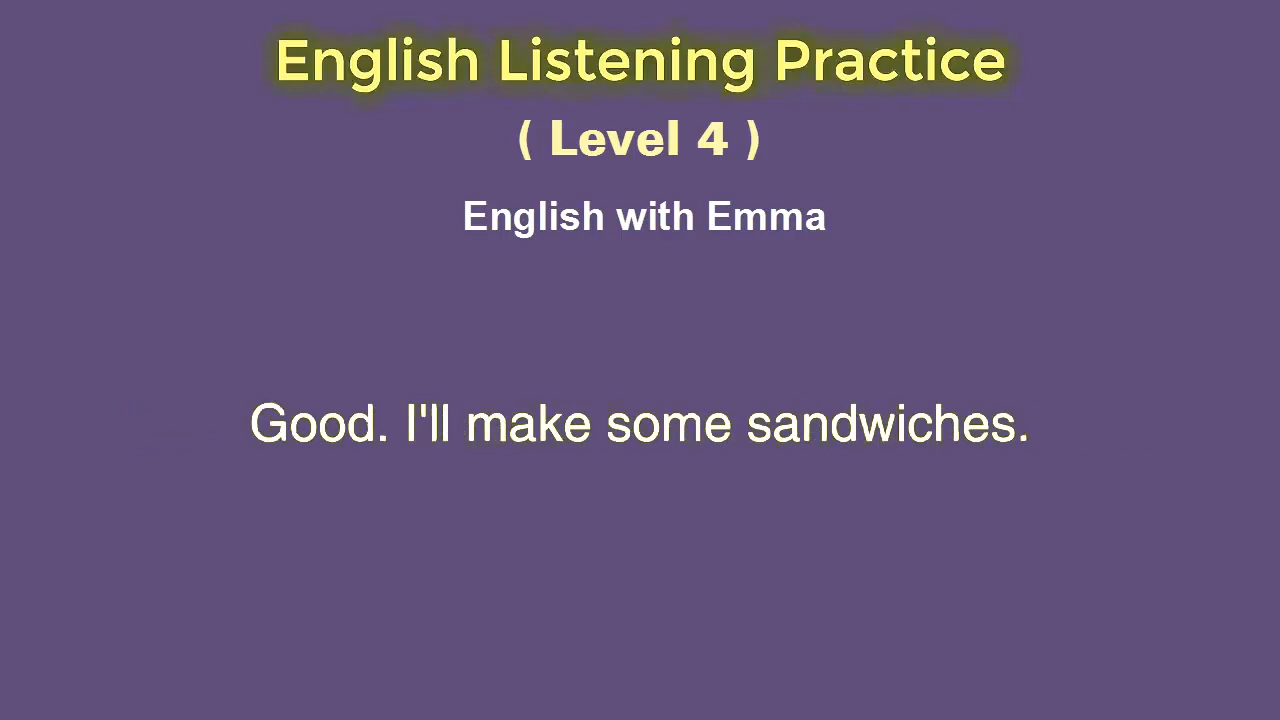 English Listening Practice
( Level 4 )
English with Emma
Good. I'll make some sandwiches.